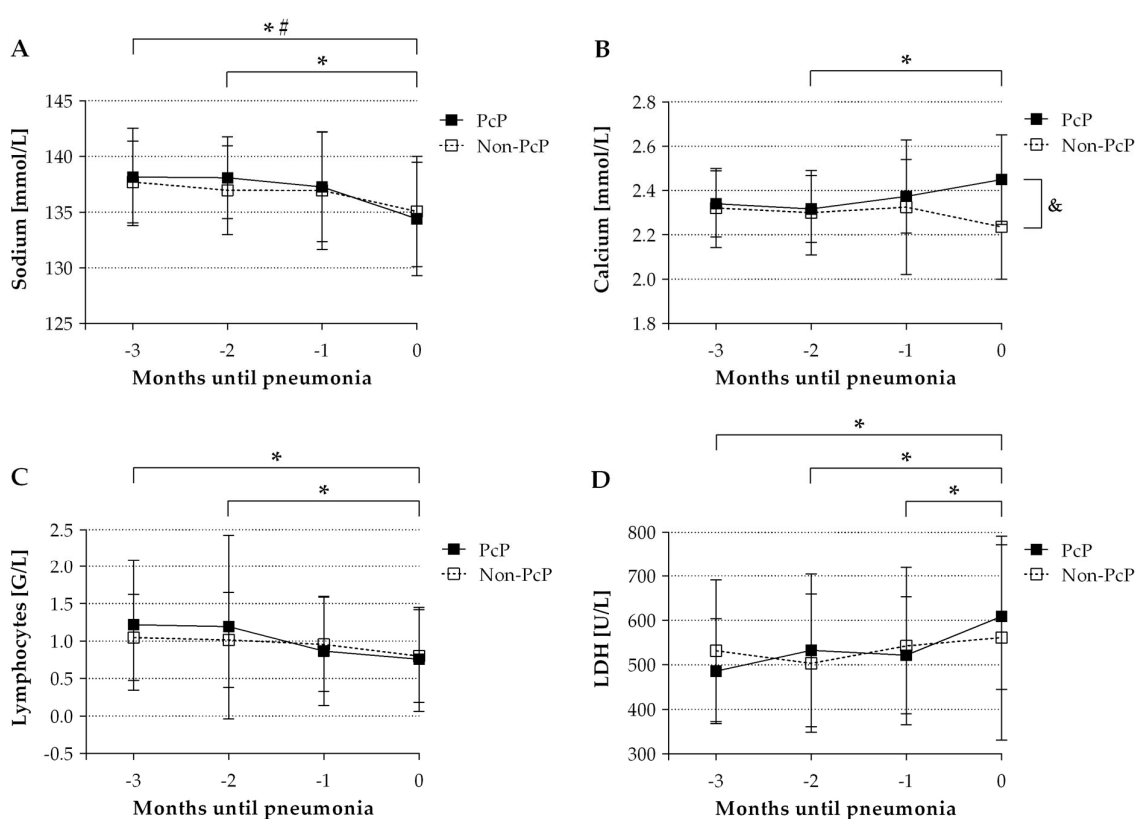 A
* #
*
Sodium [mmol/L]
145
140
135
130
125
-3 -2 -1 0
Months until pneumonia
PcP
Non-PcP
B
*
Calcium [mmol/L]
2.8
2.6
2.4
2.2
2.0
1.8
-3 -2 -1 0
Months until pneumonia
PcP
Non-PcP
&
C
*
*
Lymphocytes [G/L]
2.5
2.0
1.5
1.0
0.5
0.0
-0.5
-3 -2 -1 0
Months until pneumonia
PcP
Non-PcP
D
*
*
*
LDH [U/L]
800
700
600
500
400
300
-3 -2 -1 0
Months until pneumonia
PcP
Non-PcP